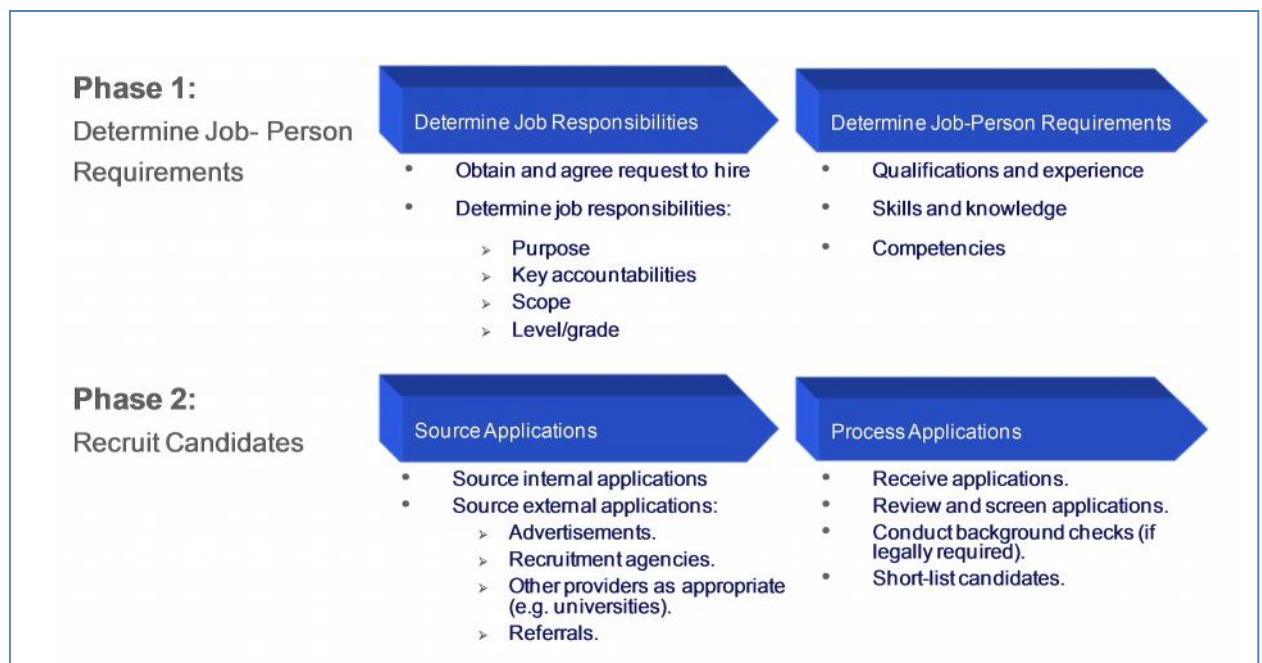 Phase 1:
Determine Job- Person
Requirements
Determine Job Responsibilities
• Obtain and agree request to hire
• Determine job responsibilities:
➢ Purpose
➢ Key accountabilities
➢ Scope
➢ Level/grade
Determine Job-Person Requirements
• Qualifications and experience
• Skills and knowledge
• Competencies
Phase 2:
Recruit Candidates
Source Applications
• Source internal applications
• Source external applications:
➢ Advertisements.
➢ Recruitment agencies.
➢ Other providers as appropriate
(e.g. universities).
➢ Referrals.
Process Applications
• Receive applications.
• Review and screen applications.
• Conduct background checks (if
legally required).
• Short-list candidates.